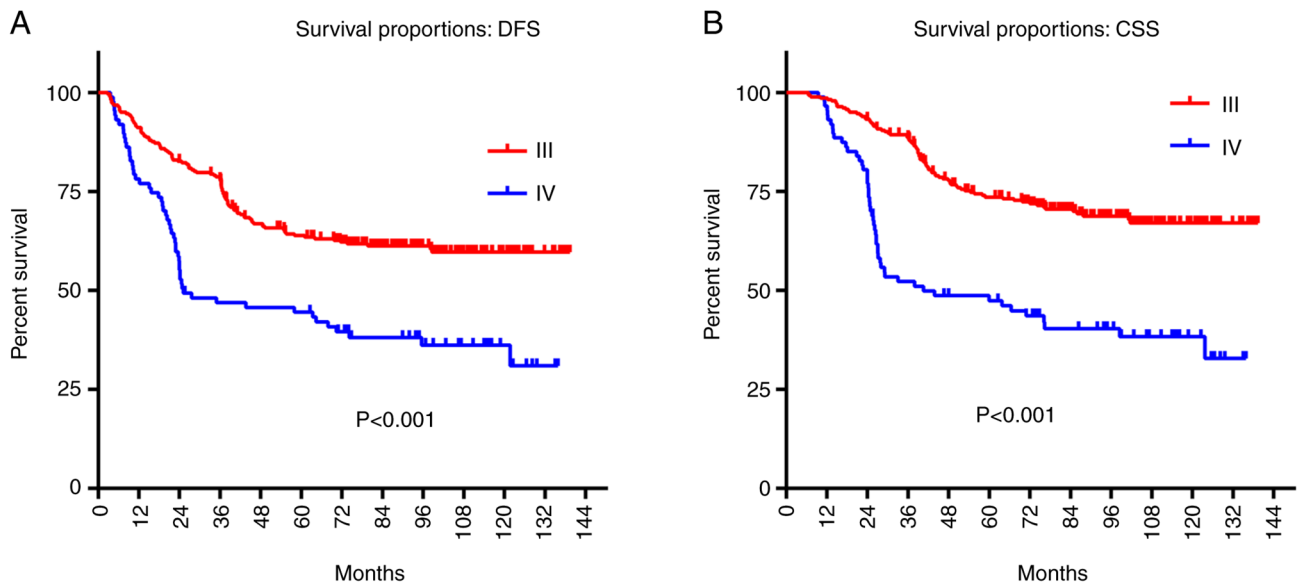 A
Survival proportions: DFS
Percent survival
100
75
50
25
0
III
IV
P<0.001
0 12 24 36 48 60 72 84 96 108 120 132 144
Months
B
Survival proportions: CSS
Percent survival
100
75
50
25
0
III
IV
P<0.001
0 12 24 36 48 60 72 84 96 108 120 132 144
Months